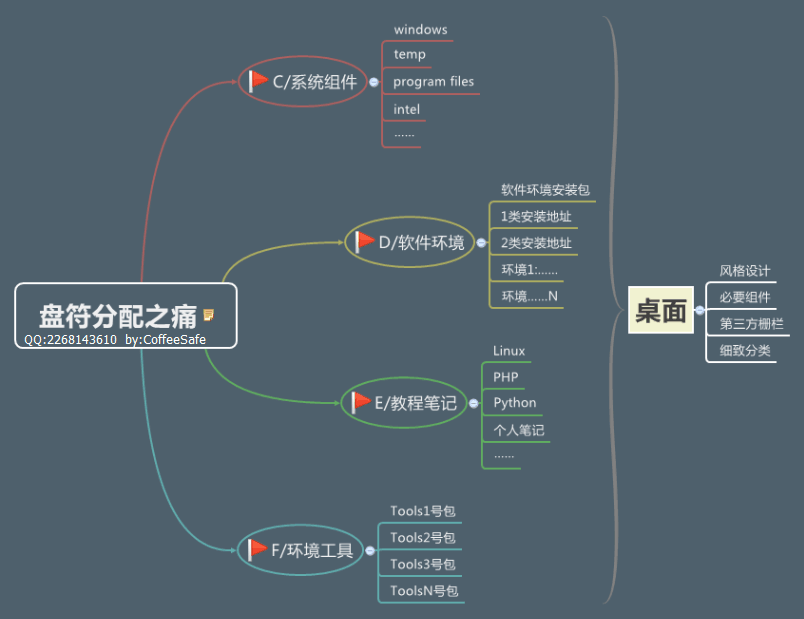 盘符分配之痛
QQ:2268143610 by:CoffeeSafe
C/系统组件
windows
temp
program files
intel
......
D/软件环境
软件环境安装包
1类安装地址
2类安装地址
环境1:......
环境......N
E/教程笔记
Linux
PHP
Python
个人笔记
......
F/环境工具
Tools1号包
Tools2号包
Tools3号包
ToolsN号包
桌面
风格设计
必要组件
第三方栅栏
细致分类